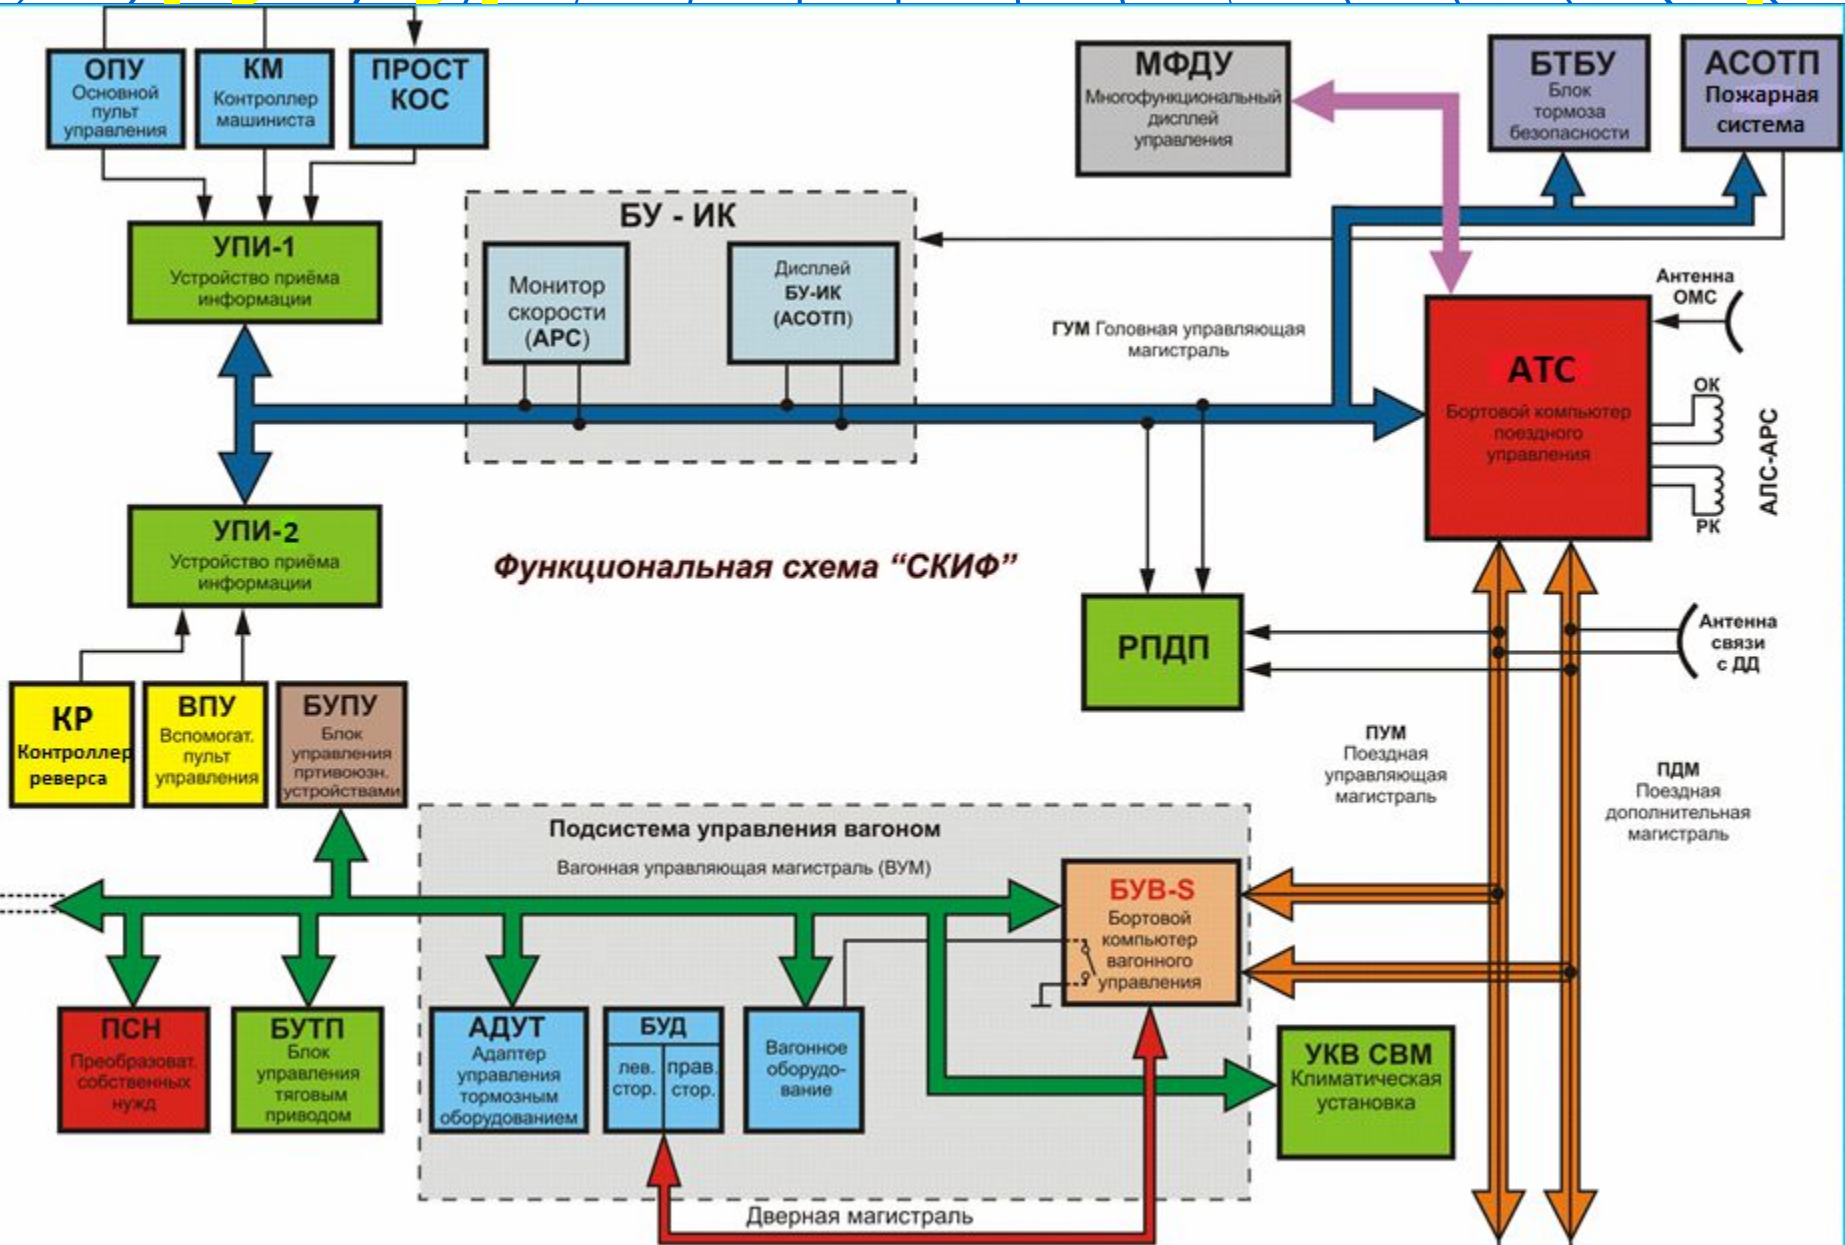 ОПУ
Основной
пульт
управления
КМ
Контроллер
машиниста
ПРОСТ
КОС
МФДУ
Многофункциональный
дисплей
управления
БТБУ
Блок
тормоза
безопасности
АСОТП
Пожарная
система
УПИ-1
Устройство приёма
информации
БУ - ИК
Монитор
скорости
(АРС)
Дисплей
БУ-ИК
(АСОТП)
ГУМ Головная управляющая
магистраль
Антенна
ОМС
АТС
Бортовой компьютер
поездного
управления
ОК
РК
АЛС-АРС
УПИ-2
Устройство приёма
информации
Функциональная схема “СКИФ”
РПДП
Антенна
связи
с ДД
КР
Контроллер
реверса
ВПУ
Вспомогат.
пульт
управления
БУПУ
Блок
управления
пртивоюзн.
устройствами
ПУМ
Поездная
управляющая
магистраль
ПДМ
Поездная
дополнительная
магистраль
Подсистема управления вагоном
Вагонная управляющая магистраль (ВУМ)
БУВ-S
Бортовой
компьютер
вагонного
управления
ПСН
Преобразоват.
собственных
нужд
БУТП
Блок
управления
тяговым
приводом
АДУТ
Адаптер
управления
тормозным
оборудованием
БУД
лев. прав.
стор. стор.
Вагонное
оборудо-
вание
УКВ СВМ
Климатическая
установка
Дверная магистраль